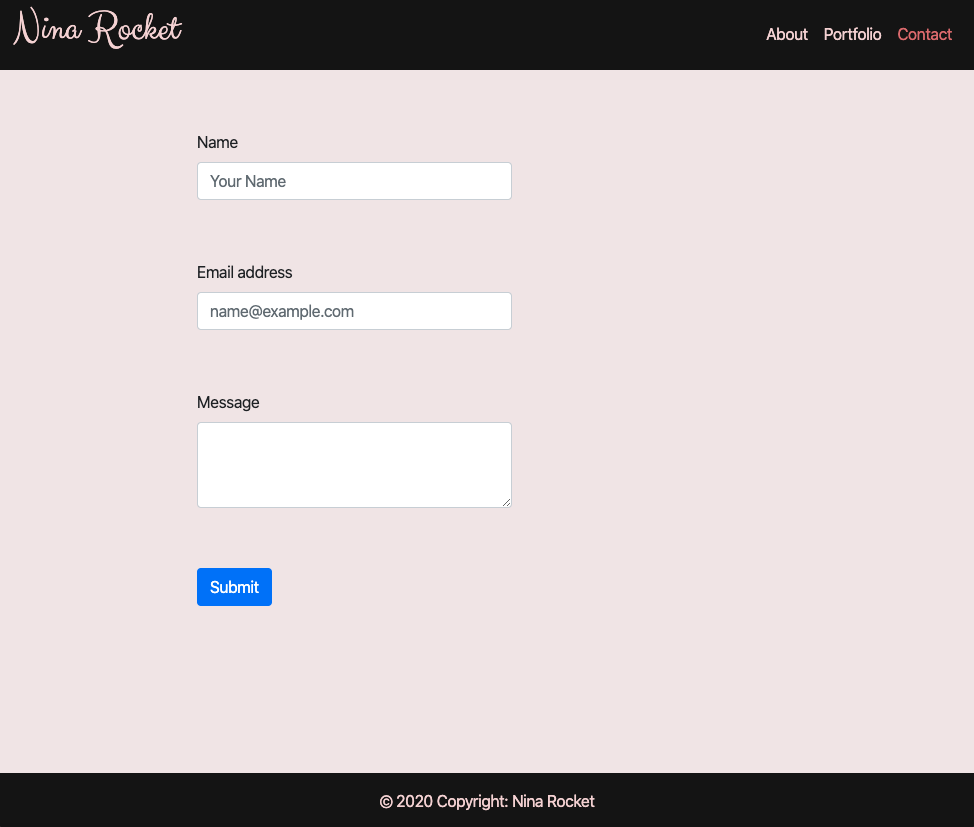 Nina Rocket
About Portfolio Contact
Name
Your Name
Email address
name@example.com
Message
Submit
© 2020 Copyright: Nina Rocket